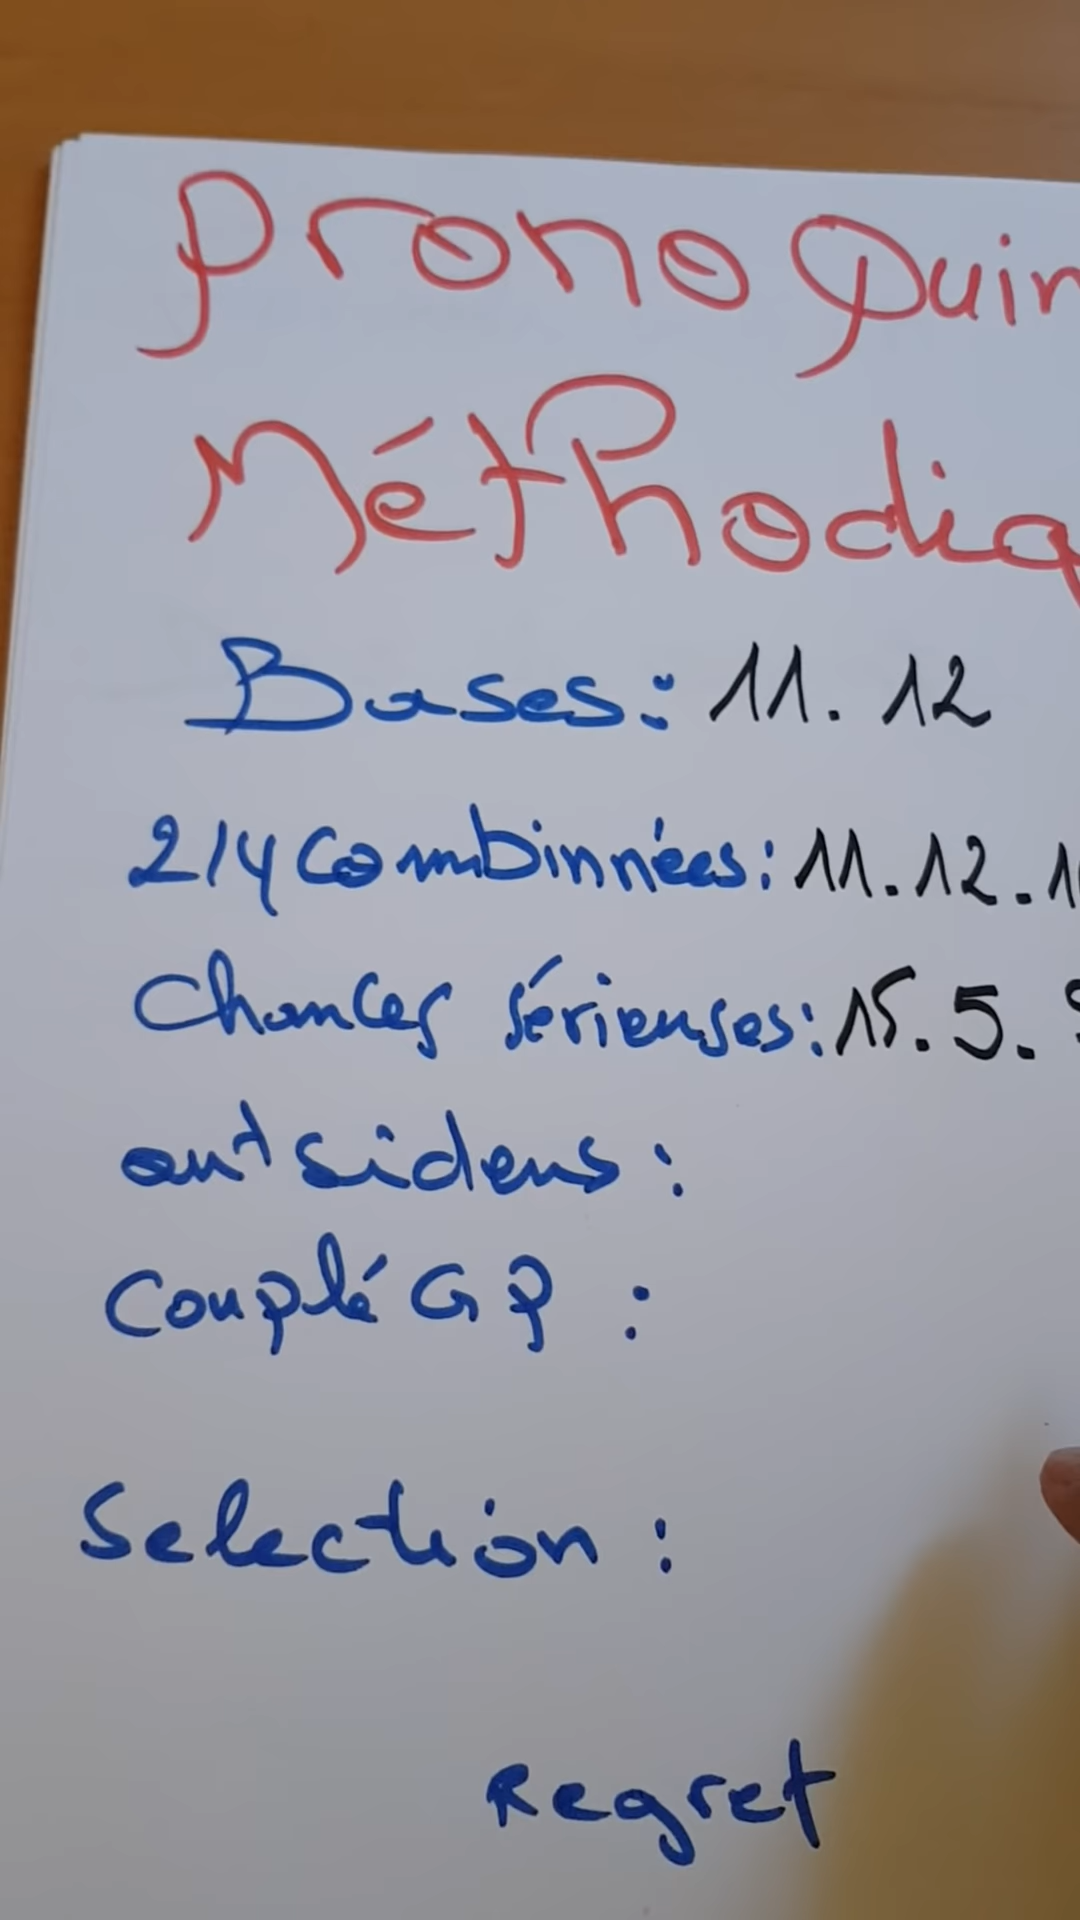 Prono Quin
Méthodiq
Bases: 11. 12
2/4 Combinnées: 11. 12. 1
Chances sérieuses: 15. 5.
outsiders:
Couplé GP :
Selection :
Regret